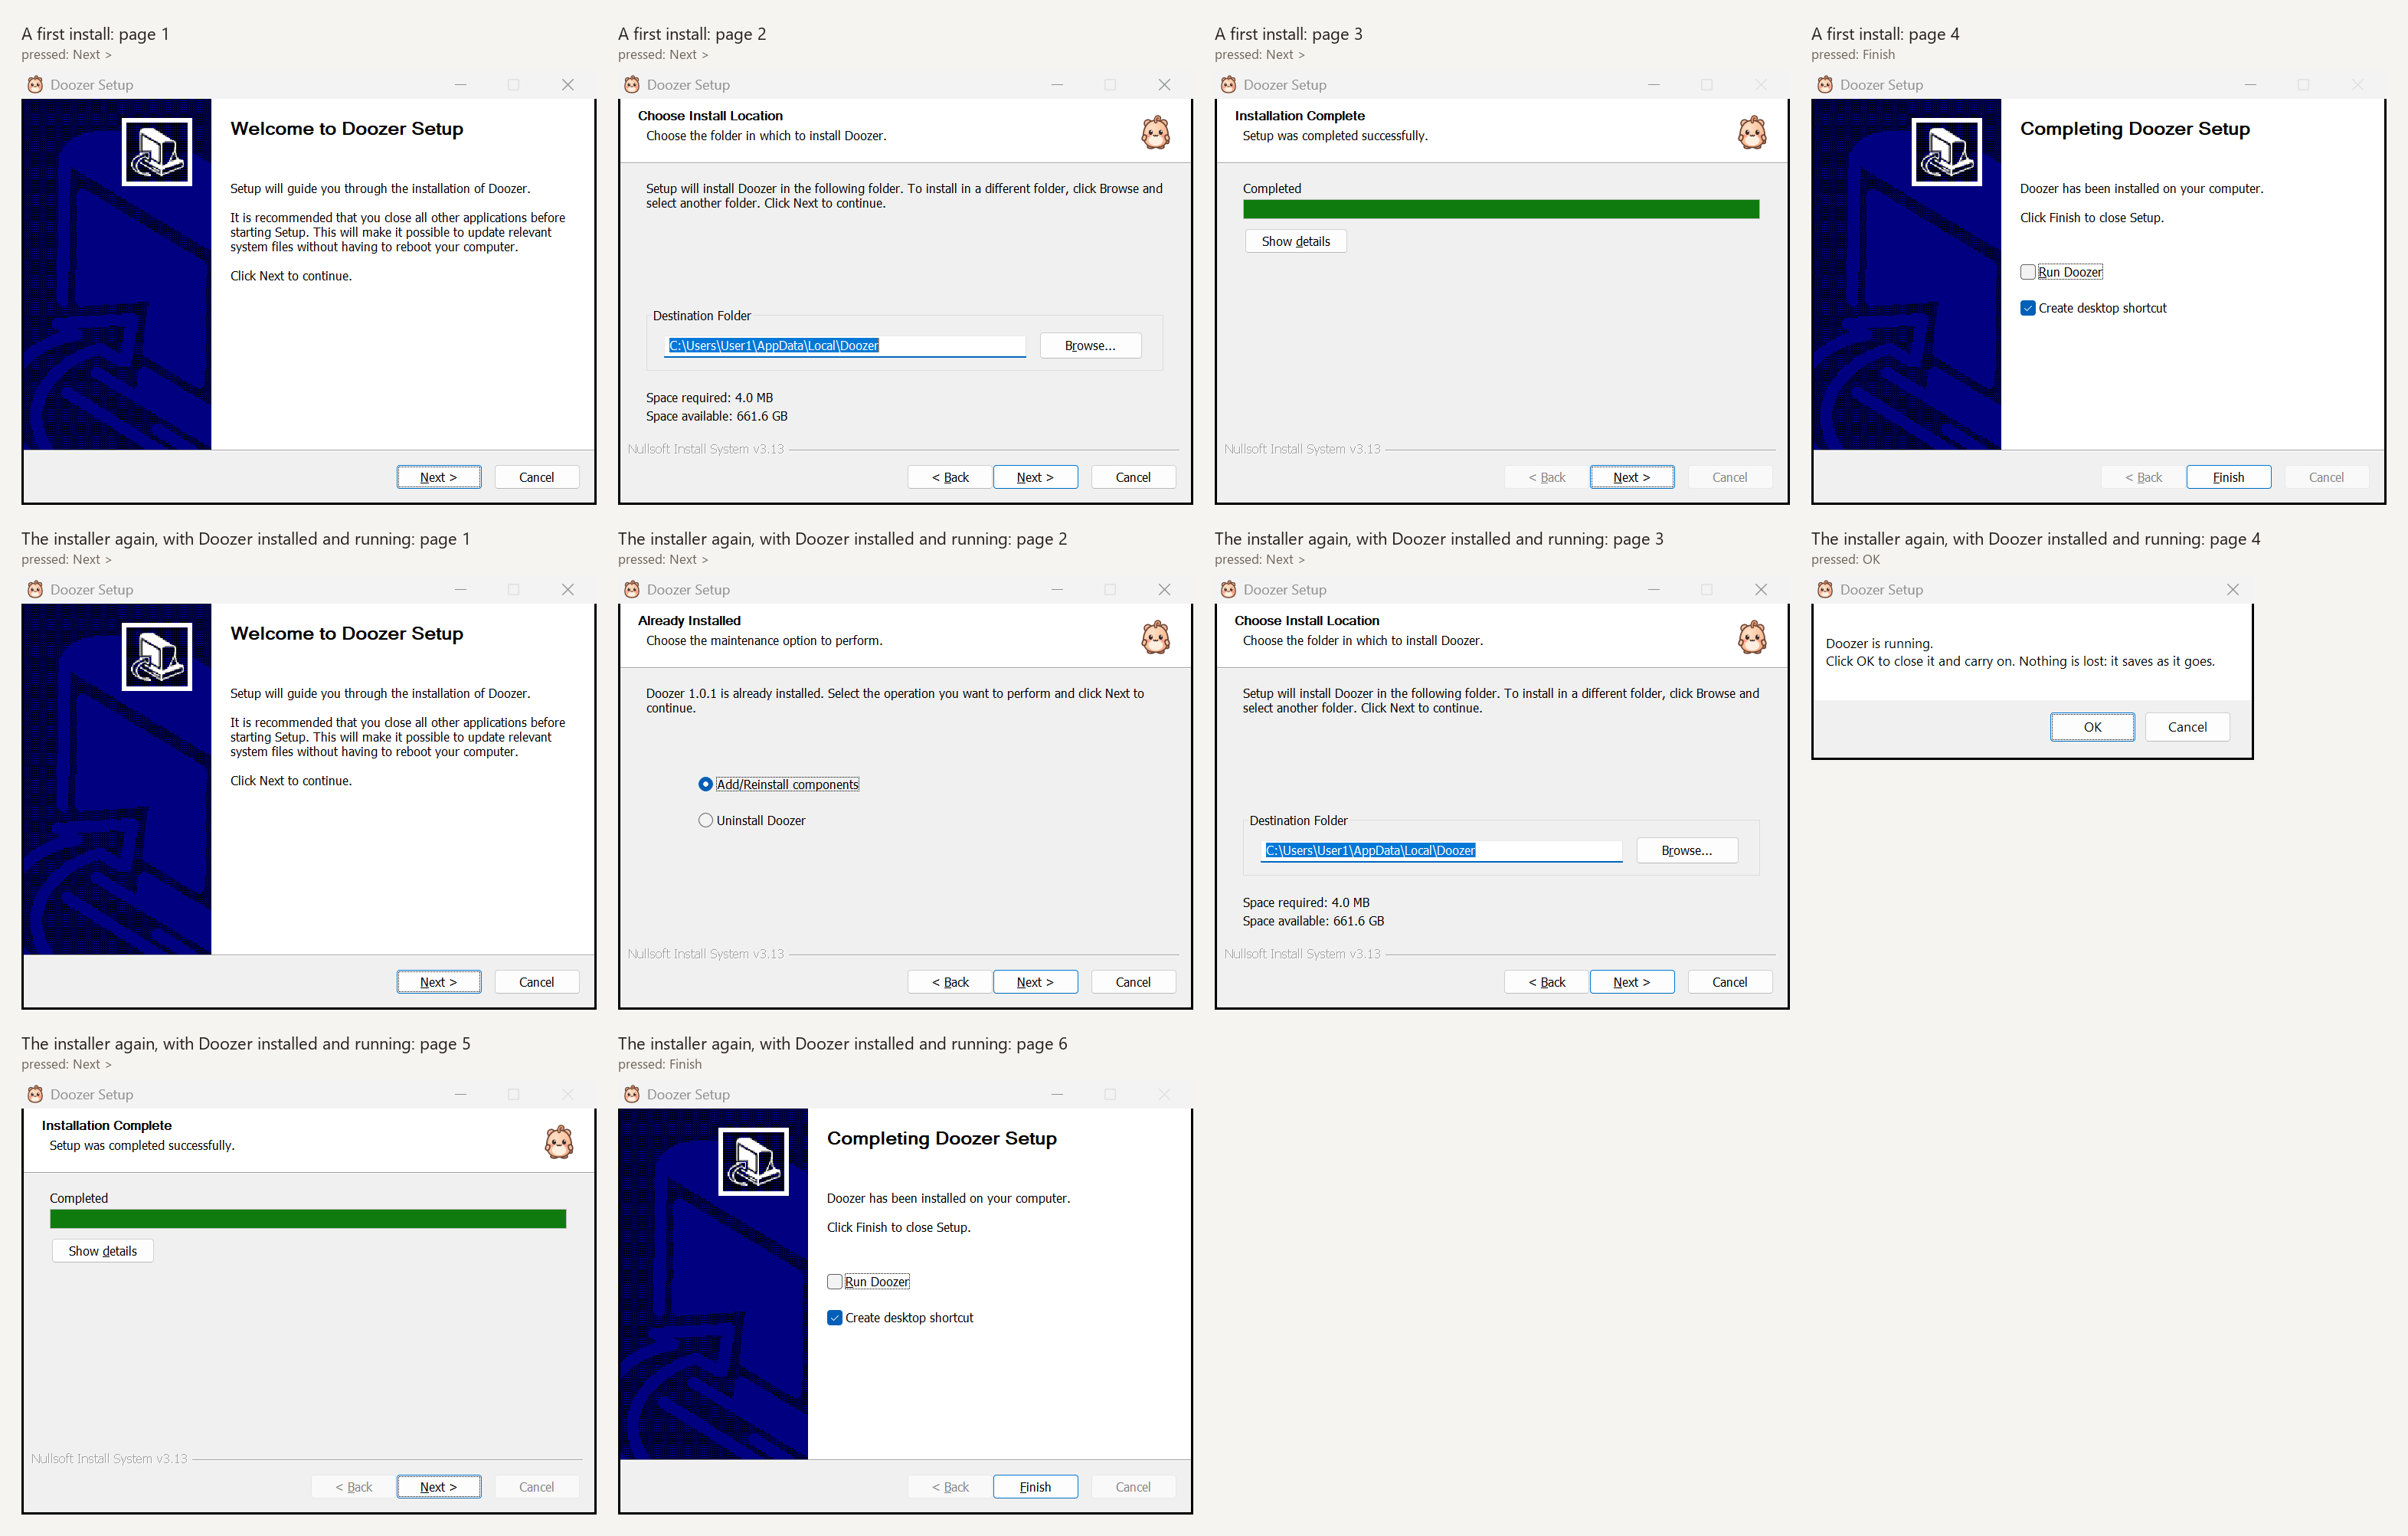 A first install: page 1
pressed: Next >
Doozer Setup
Welcome to Doozer Setup
Setup will guide you through the installation of Doozer.
It is recommended that you close all other applications before
starting Setup. This will make it possible to update relevant
system files without having to reboot your computer.
Click Next to continue.
Next >
Cancel
A first install: page 2
pressed: Next >
Doozer Setup
Choose Install Location
Choose the folder in which to install Doozer.
Setup will install Doozer in the following folder. To install in a different folder, click Browse and
select another folder. Click Next to continue.
Destination Folder
C:\Users\User1\AppData\Local\Doozer
Browse...
Space required: 4.0 MB
Space available: 661.6 GB
Nullsoft Install System v3.13
< Back
Next >
Cancel
A first install: page 3
pressed: Next >
Doozer Setup
Installation Complete
Setup was completed successfully.
Completed
Show details
Nullsoft Install System v3.13
< Back
Next >
Cancel
A first install: page 4
pressed: Finish
Doozer Setup
Completing Doozer Setup
Doozer has been installed on your computer.
Click Finish to close Setup.
Run Doozer
Create desktop shortcut
< Back
Finish
Cancel
The installer again, with Doozer installed and running: page 1
pressed: Next >
Doozer Setup
Welcome to Doozer Setup
Setup will guide you through the installation of Doozer.
It is recommended that you close all other applications before
starting Setup. This will make it possible to update relevant
system files without having to reboot your computer.
Click Next to continue.
Next >
Cancel
The installer again, with Doozer installed and running: page 2
pressed: Next >
Doozer Setup
Already Installed
Choose the maintenance option to perform.
Doozer 1.0.1 is already installed. Select the operation you want to perform and click Next to
continue.
Add/Reinstall components
Uninstall Doozer
Nullsoft Install System v3.13
< Back
Next >
Cancel
The installer again, with Doozer installed and running: page 3
pressed: Next >
Doozer Setup
Choose Install Location
Choose the folder in which to install Doozer.
Setup will install Doozer in the following folder. To install in a different folder, click Browse and
select another folder. Click Next to continue.
Destination Folder
C:\Users\User1\AppData\Local\Doozer
Browse...
Space required: 4.0 MB
Space available: 661.6 GB
Nullsoft Install System v3.13
< Back
Next >
Cancel
The installer again, with Doozer installed and running: page 4
pressed: OK
Doozer Setup
Doozer is running.
Click OK to close it and carry on. Nothing is lost: it saves as it goes.
OK
Cancel
The installer again, with Doozer installed and running: page 5
pressed: Next >
Doozer Setup
Installation Complete
Setup was completed successfully.
Completed
Show details
Nullsoft Install System v3.13
< Back
Next >
Cancel
The installer again, with Doozer installed and running: page 6
pressed: Finish
Doozer Setup
Completing Doozer Setup
Doozer has been installed on your computer.
Click Finish to close Setup.
Run Doozer
Create desktop shortcut
< Back
Finish
Cancel